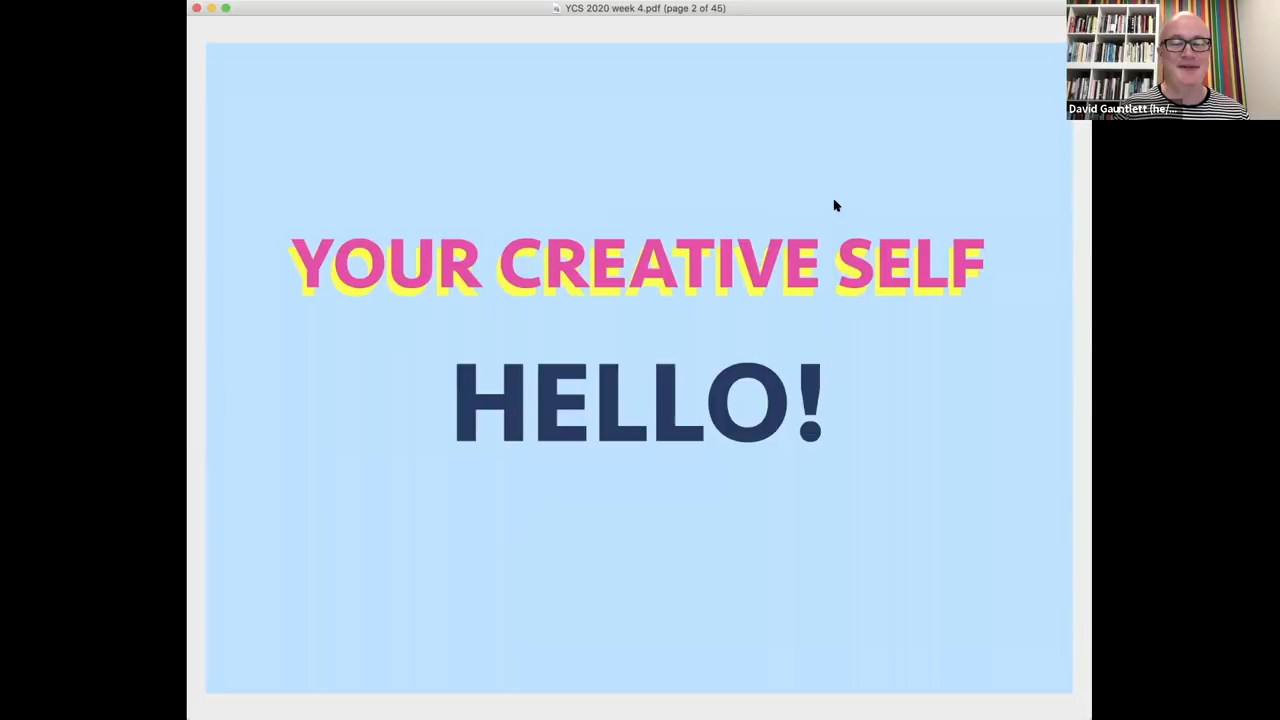 YCS 2020 week 4.pdf (page 2 of 45)
David Gauntlett (he/...
YOUR CREATIVE SELF
HELLO!